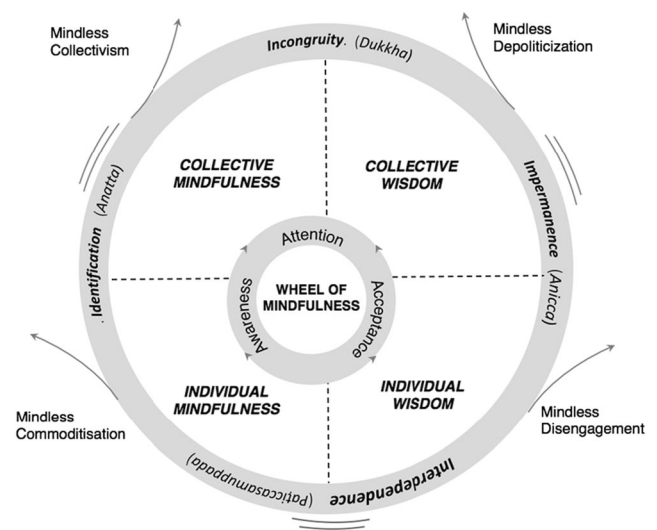 Mindless
Collectivism
Mindless
Depoliticization
Incongruity. (Dukkha)
COLLECTIVE
MINDFULNESS
COLLECTIVE
WISDOM
. Identification (Anatta)
Impermanence (Anicca)
Attention
Awareness
Acceptance
WHEEL OF
MINDFULNESS
INDIVIDUAL
MINDFULNESS
INDIVIDUAL
WISDOM
Mindless
Commoditisation
Mindless
Disengagement
Interdependence (Paticcasamuppada)